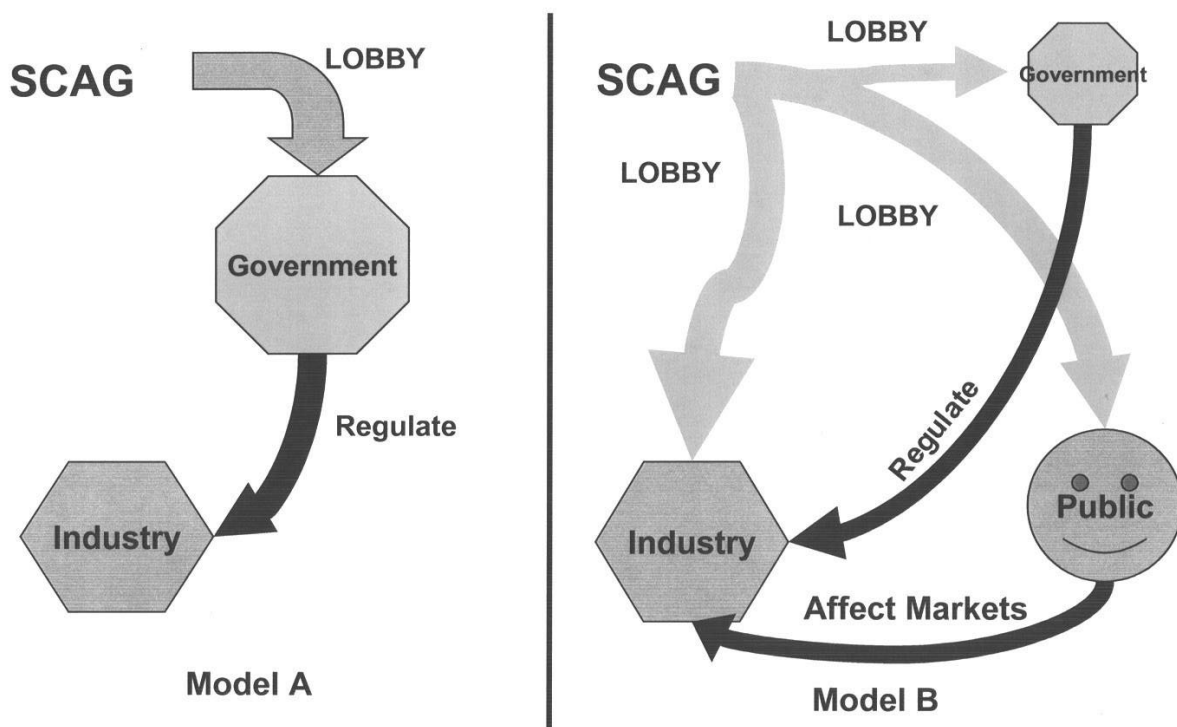 SCAG
LOBBY
Government
Regulate
Industry
Model A
SCAG
LOBBY
Government
LOBBY
LOBBY
Regulate
Public
Industry
Affect Markets
Model B